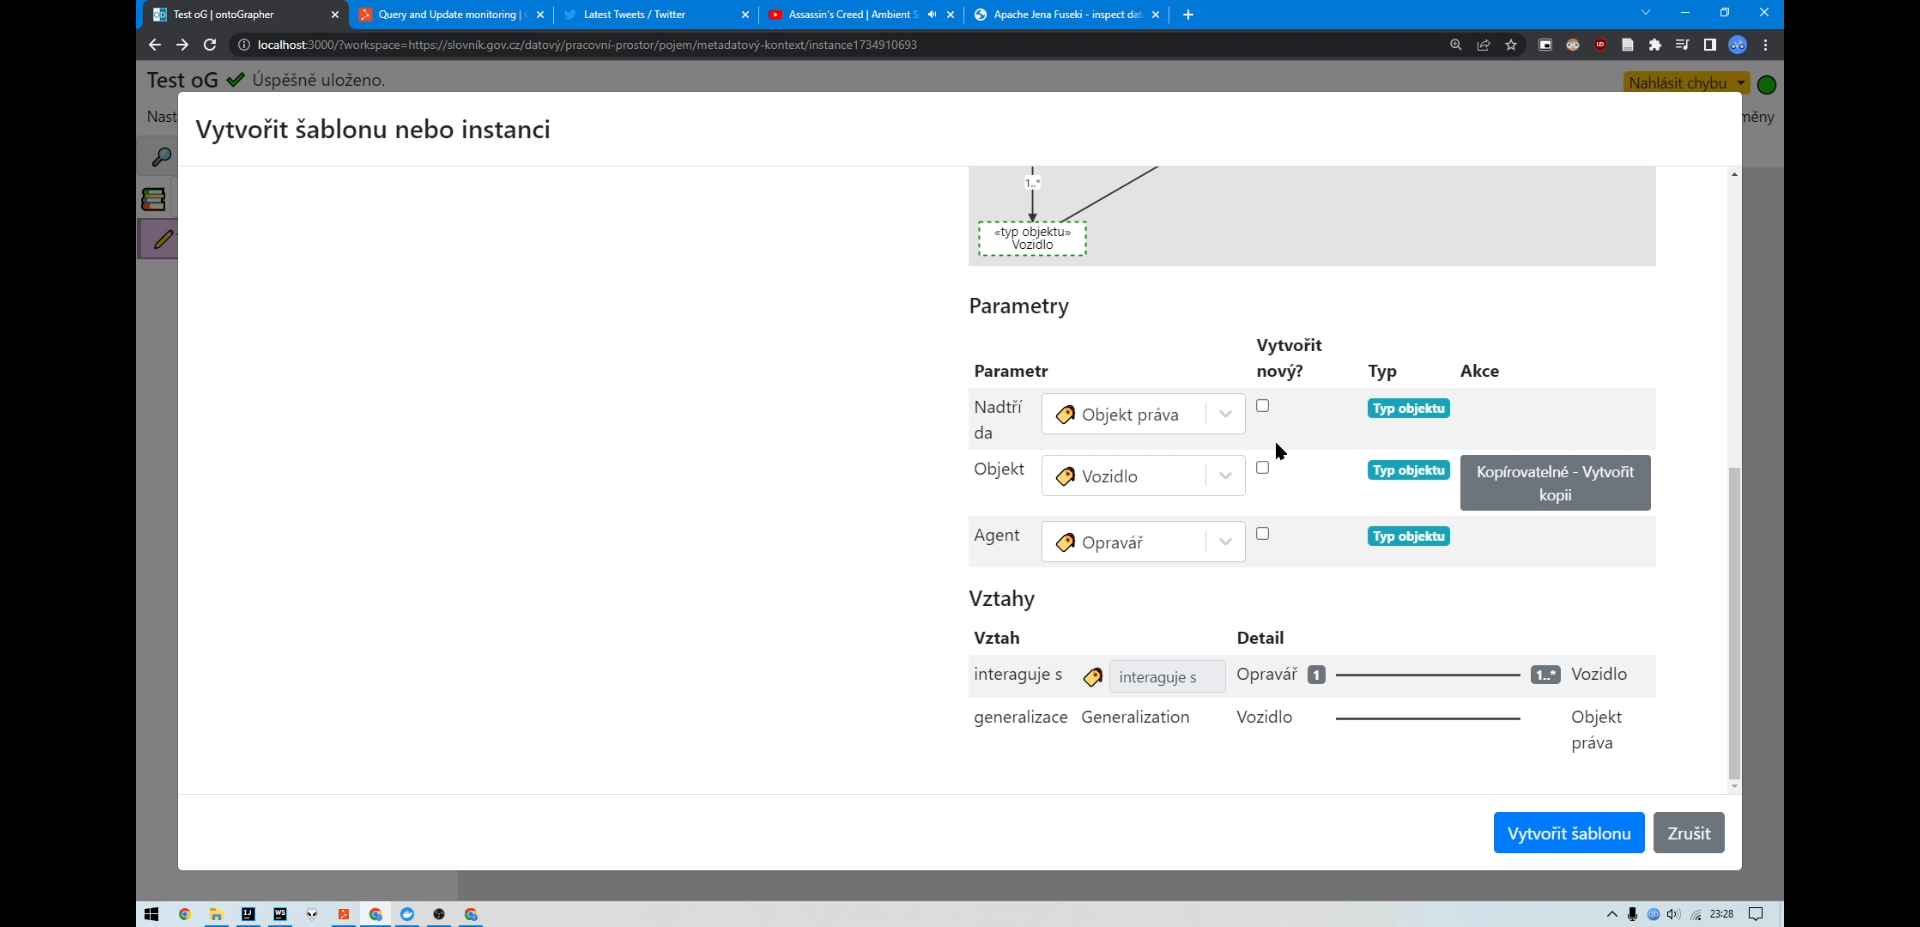 Test oG | ontoGrapher
Query and Update monitoring |
Latest Tweets / Twitter
Assassin's Creed | Ambient S
Apache Jena Fuseki - inspect dat
localhost:3000/?workspace=https://slovník.gov.cz/datový/pracovní-prostor/pojem/metadatový-kontext/instance1734910693
Test oG Úspěšně uloženo.
Nahlásit chybu
Nast
měny
Vytvořit šablonu nebo instanci
1..*
«typ objektu»
Vozidlo
Parametry
Parametr
Vytvořit
nový?
Typ
Akce
Nadtří
da
Objekt práva
Typ objektu
Objekt
Vozidlo
Typ objektu
Kopírovatelné - Vytvořit
kopii
Agent
Opravář
Typ objektu
Vztahy
Vztah
Detail
interaguje s interaguje s Opravář 1 1..* Vozidlo
generalizace Generalization Vozidlo Objekt
práva
Vytvořit šablonu
Zrušit
23:28